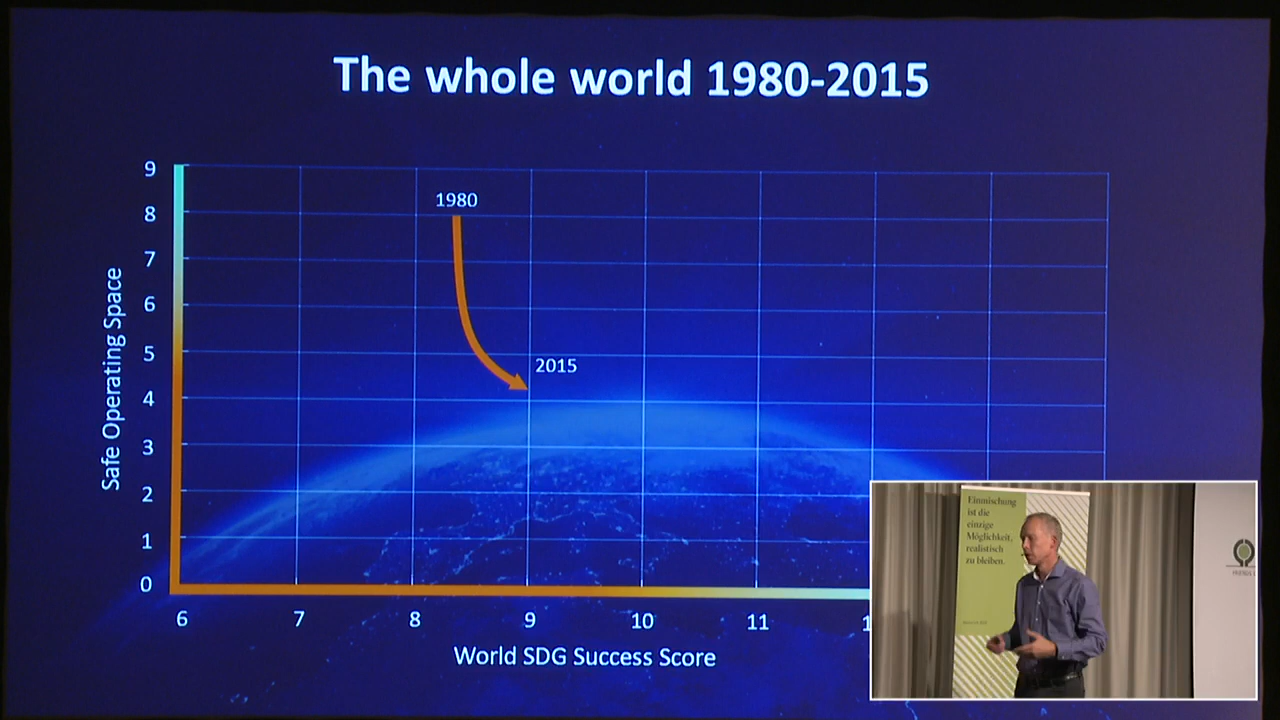 The whole world 1980-2015
9
8
7
6
5
4
3
2
1
0
Safe Operating Space
1980
2015
6
7
8
9
10
11
World SDG Success Score
Einmischung
ist die
einzige
Möglichkeit,
realistisch
zu bleiben.